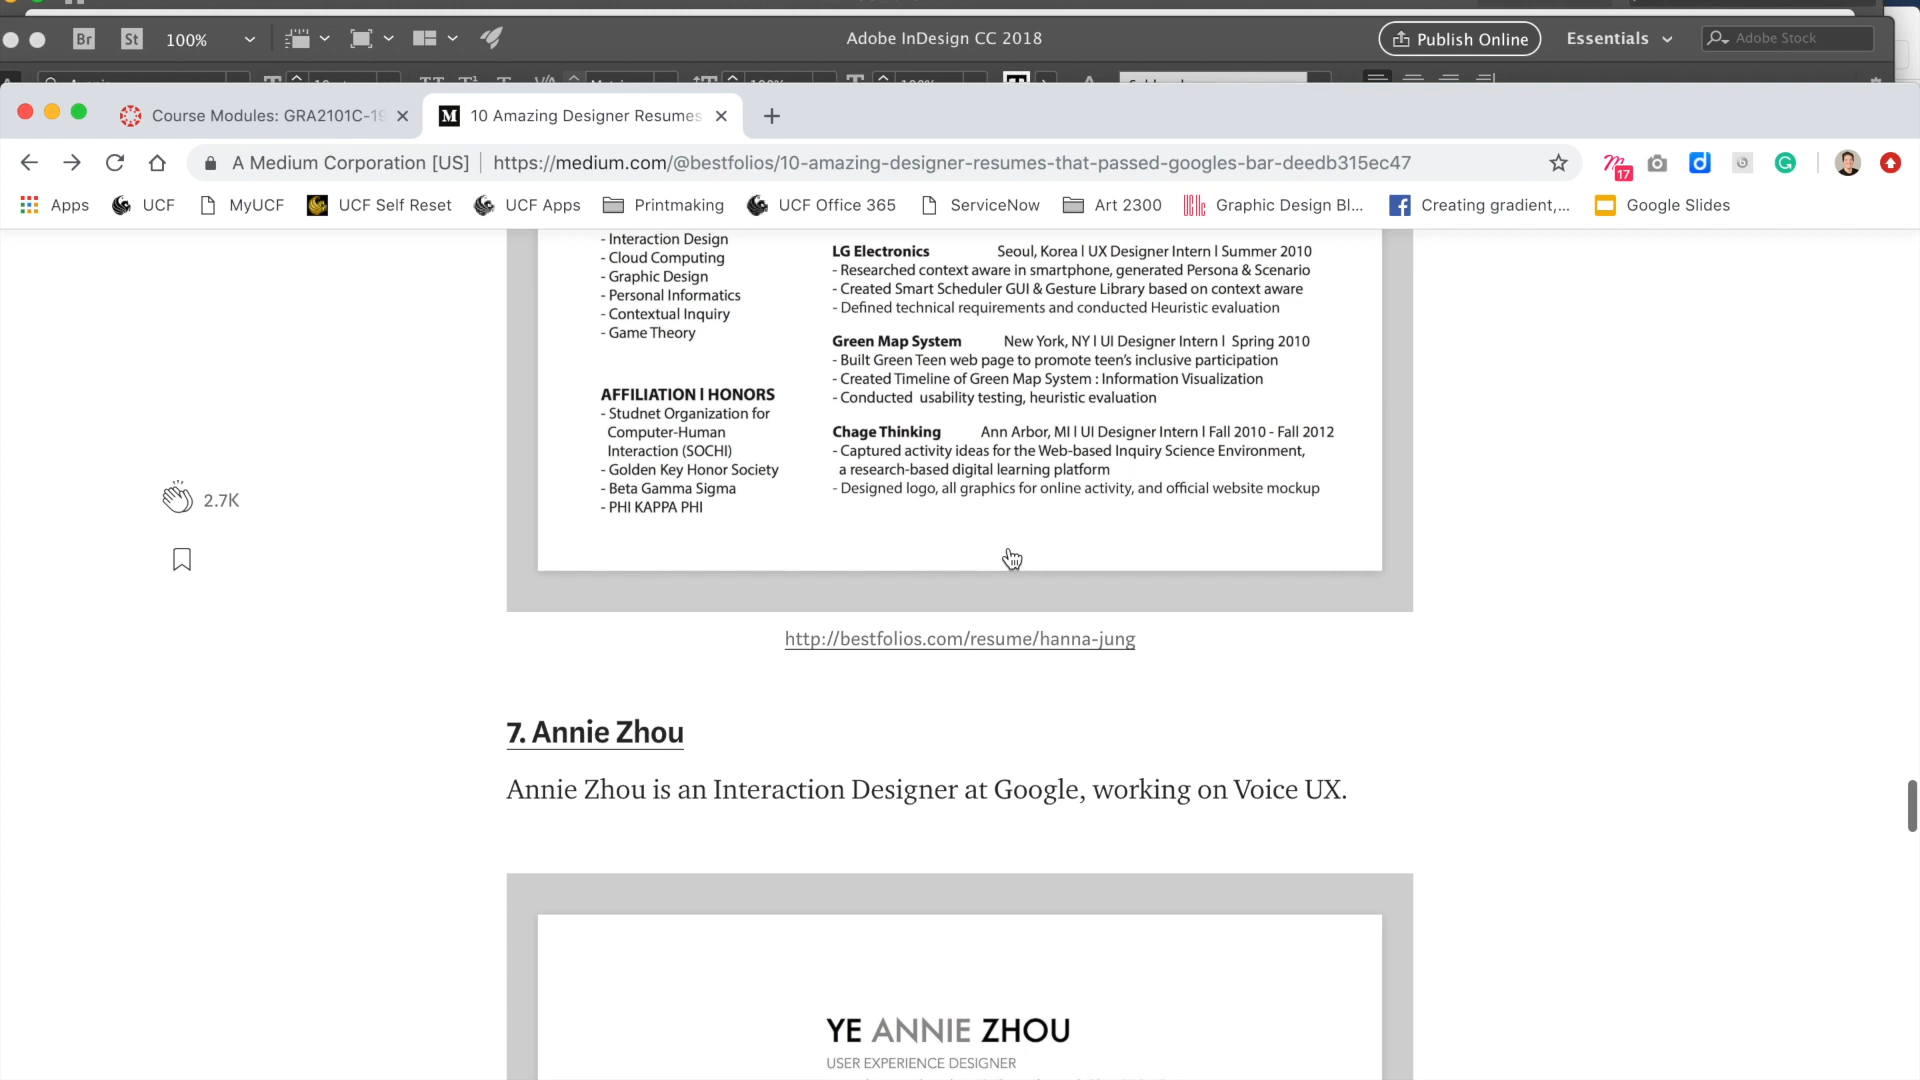 Br St 100% Adobe InDesign CC 2018 Publish Online Essentials Adobe Stock
Course Modules: GRA2101C-19 10 Amazing Designer Resumes
A Medium Corporation [US] https://medium.com/@bestfolios/10-amazing-designer-resumes-that-passed-googles-bar-deedb315ec47 17
Apps UCF MyUCF UCF Self Reset UCF Apps Printmaking UCF Office 365 ServiceNow Art 2300 Graphic Design Bl... Creating gradient,... Google Slides
- Interaction Design
- Cloud Computing
- Graphic Design
- Personal Informatics
- Contextual Inquiry
- Game Theory
AFFILIATION | HONORS
- Studnet Organization for
Computer-Human
Interaction (SOCHI)
- Golden Key Honor Society
- Beta Gamma Sigma
- PHI KAPPA PHI
LG Electronics Seoul, Korea | UX Designer Intern | Summer 2010
- Researched context aware in smartphone, generated Persona & Scenario
- Created Smart Scheduler GUI & Gesture Library based on context aware
- Defined technical requirements and conducted Heuristic evaluation
Green Map System New York, NY | UI Designer Intern | Spring 2010
- Built Green Teen web page to promote teen's inclusive participation
- Created Timeline of Green Map System : Information Visualization
- Conducted usability testing, heuristic evaluation
Chage Thinking Ann Arbor, MI | UI Designer Intern | Fall 2010 - Fall 2012
- Captured activity ideas for the Web-based Inquiry Science Environment,
a research-based digital learning platform
- Designed logo, all graphics for online activity, and official website mockup
2.7K
http://bestfolios.com/resume/hanna-jung
7. Annie Zhou
Annie Zhou is an Interaction Designer at Google, working on Voice UX.
YE ANNIE ZHOU
USER EXPERIENCE DESIGNER